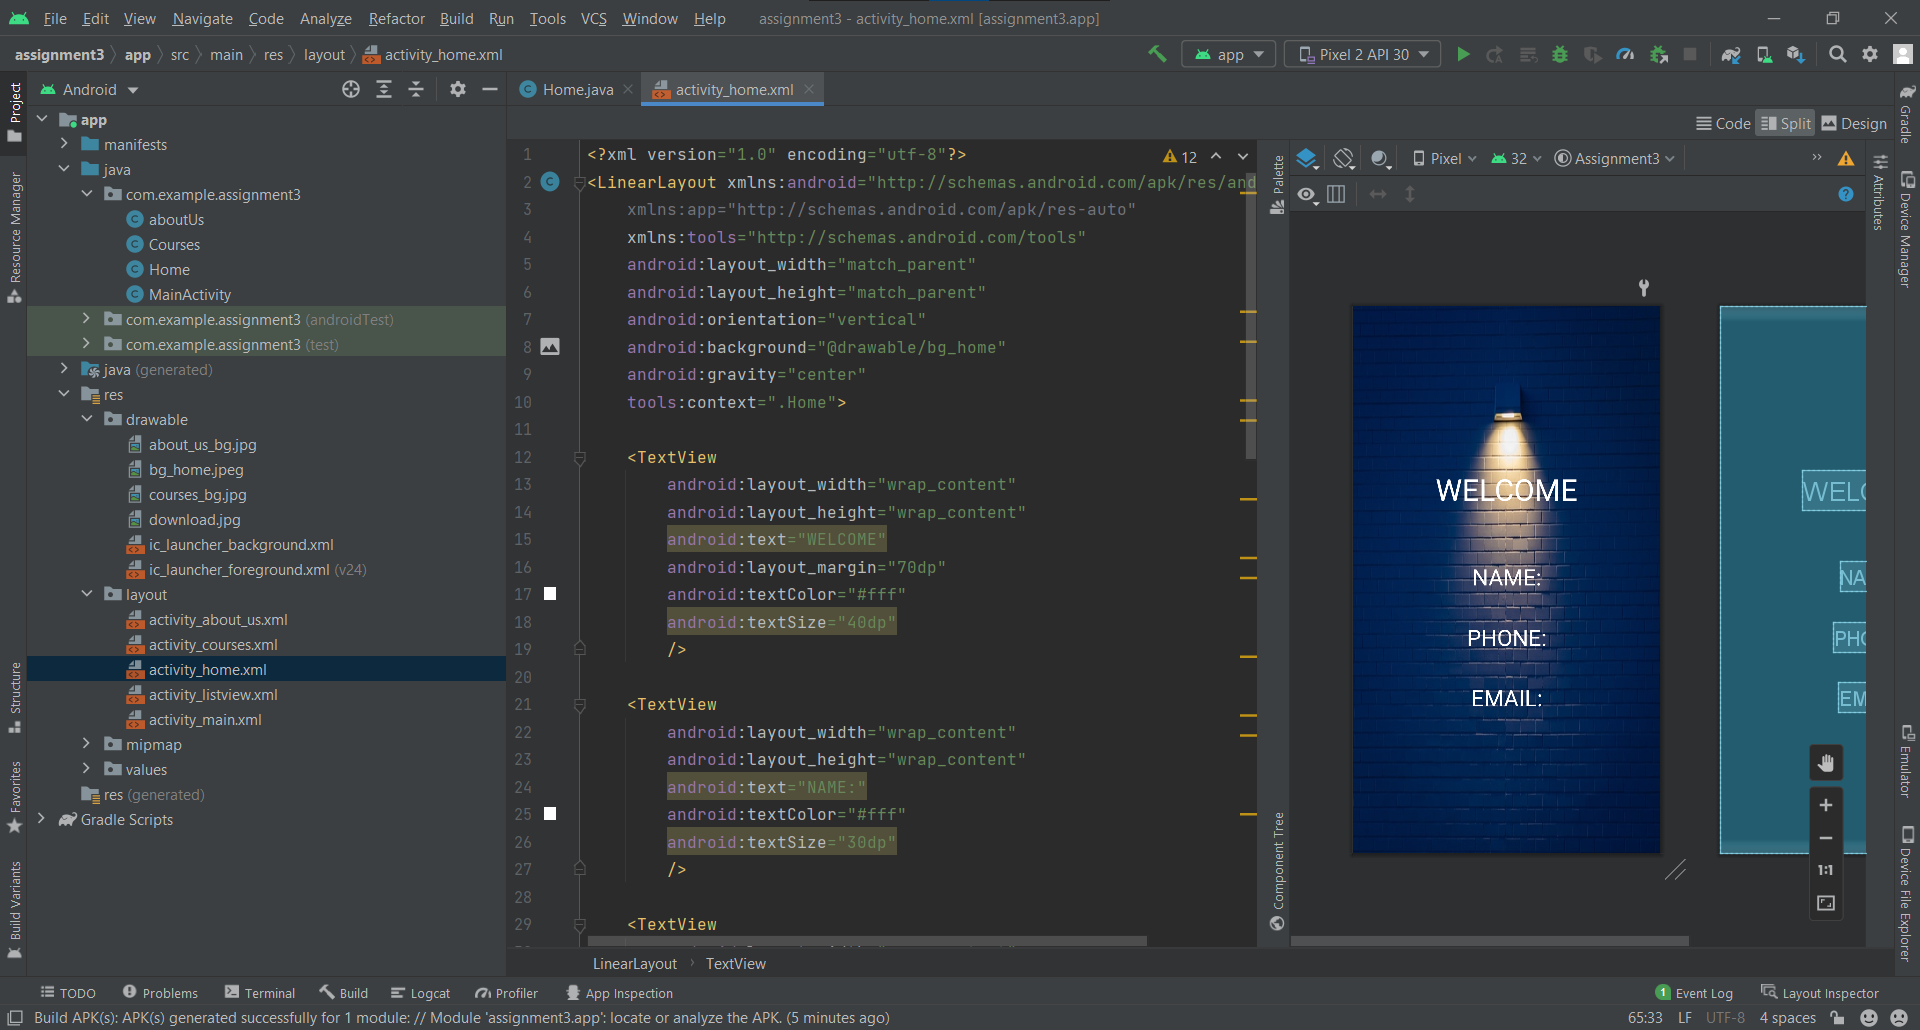 File Edit View Navigate Code Analyze Refactor Build Run Tools VCS Window Help assignment3 - activity_home.xml [assignment3.app]
assignment3 app src main res layout activity_home.xml app Pixel 2 API 30
Project
Resource Manager
Structure
Favorites
Build Variants
Android
app
manifests
java
com.example.assignment3
aboutUs
Courses
Home
MainActivity
com.example.assignment3 (androidTest)
com.example.assignment3 (test)
java (generated)
res
drawable
about_us_bg.jpg
bg_home.jpeg
courses_bg.jpg
download.jpg
ic_launcher_background.xml
ic_launcher_foreground.xml (v24)
layout
activity_about_us.xml
activity_courses.xml
activity_home.xml
activity_listview.xml
activity_main.xml
mipmap
values
res (generated)
Gradle Scripts
Home.java activity_home.xml
Code Split Design
12
1 <?xml version="1.0" encoding="utf-8"?>
2 <LinearLayout xmlns:android="http://schemas.android.com/apk/res/and
3 xmlns:app="http://schemas.android.com/apk/res-auto"
4 xmlns:tools="http://schemas.android.com/tools"
5 android:layout_width="match_parent"
6 android:layout_height="match_parent"
7 android:orientation="vertical"
8 android:background="@drawable/bg_home"
9 android:gravity="center"
10 tools:context=".Home">
11
12 <TextView
13 android:layout_width="wrap_content"
14 android:layout_height="wrap_content"
15 android:text="WELCOME"
16 android:layout_margin="70dp"
17 android:textColor="#fff"
18 android:textSize="40dp"
19 />
20
21 <TextView
22 android:layout_width="wrap_content"
23 android:layout_height="wrap_content"
24 android:text="NAME:"
25 android:textColor="#fff"
26 android:textSize="30dp"
27 />
28
29 <TextView
LinearLayout TextView
Palette
Component Tree
Pixel 32 Assignment3
WELCOME
NAME:
PHONE:
EMAIL:
WELC
NA
PHO
EM
1:1
Attributes
Gradle
Device Manager
Emulator
Device File Explorer
TODO Problems Terminal Build Logcat Profiler App Inspection 1 Event Log Layout Inspector
Build APK(s): APK(s) generated successfully for 1 module: // Module 'assignment3.app': locate or analyze the APK. (5 minutes ago) 65:33 LF UTF-8 4 spaces